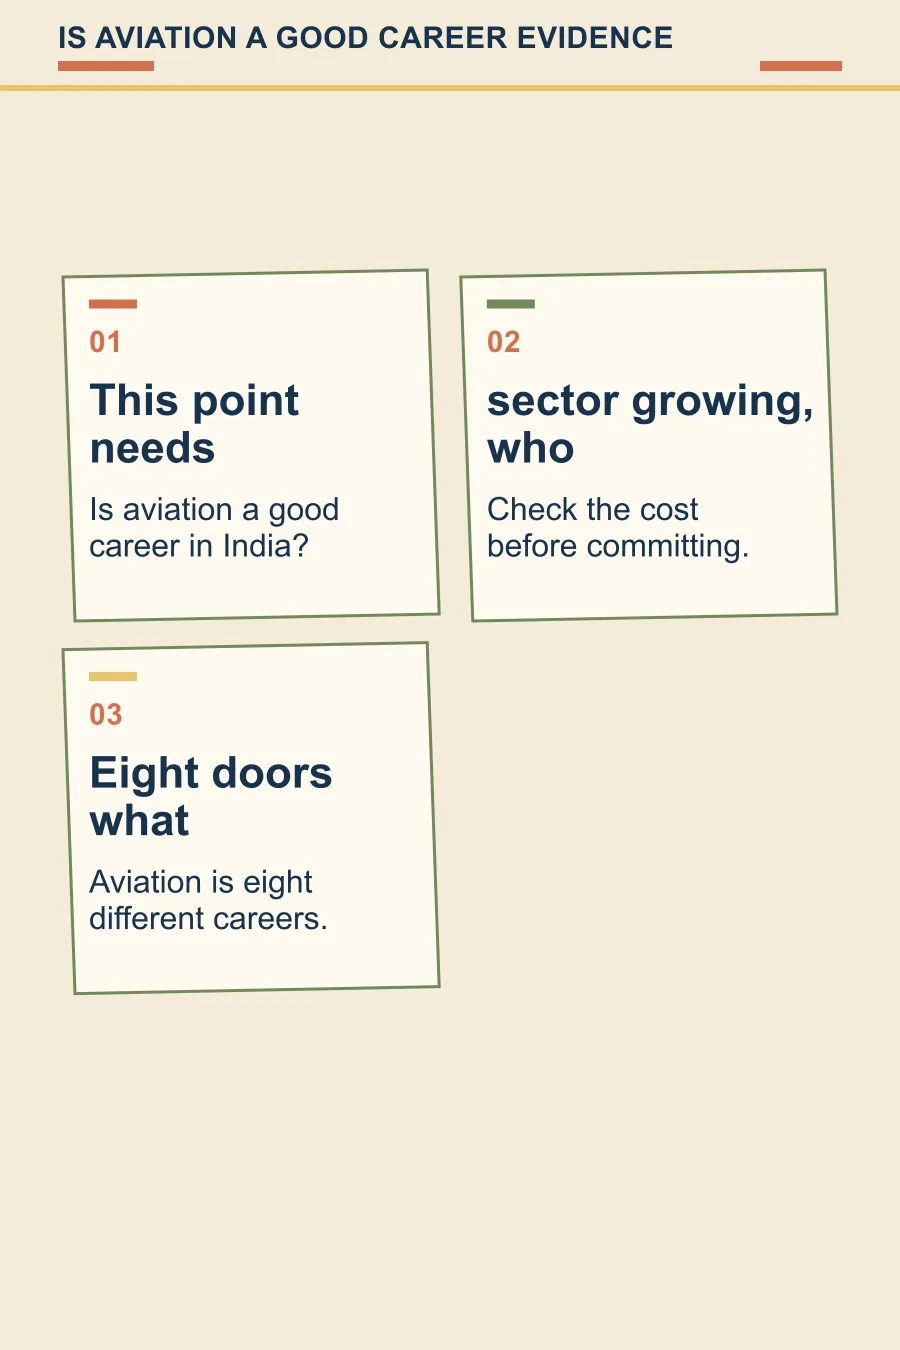 IS AVIATION A GOOD CAREER EVIDENCE
01
This point
needs
Is aviation a good
career in India?
02
sector growing,
who
Check the cost
before committing.
03
Eight doors
what
Aviation is eight
different careers.